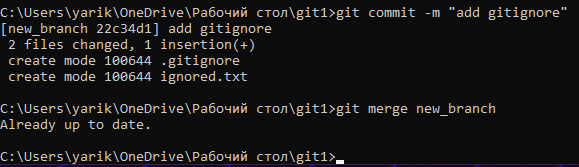 C:\Users\yarik\OneDrive\Рабочий стол\git1>git commit -m "add gitignore"
[new_branch 22c34d1] add gitignore
 2 files changed, 1 insertion(+)
 create mode 100644 .gitignore
 create mode 100644 ignored.txt
C:\Users\yarik\OneDrive\Рабочий стол\git1>git merge new_branch
Already up to date.
C:\Users\yarik\OneDrive\Рабочий стол\git1>